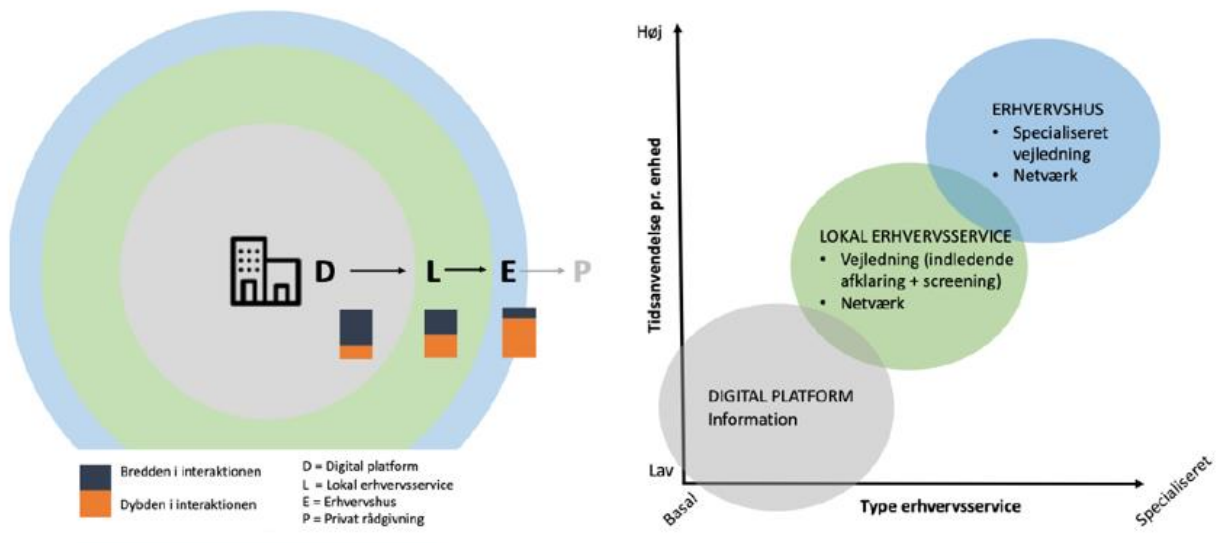 D
L
E
P
Bredden i interaktionen
Dybden i interaktionen
D = Digital platform
L = Lokal erhvervsservice
E = Erhvervshus
P = Privat rådgivning
Høj
Tidsanvendelse pr. enhed
Lav
ERHVERVSHUS
• Specialiseret
vejledning
• Netværk
LOKAL ERHVERVSSERVICE
• Vejledning (indledende
afklaring + screening)
• Netværk
DIGITAL PLATFORM
Information
Basal
Type erhvervsservice
Specialiseret